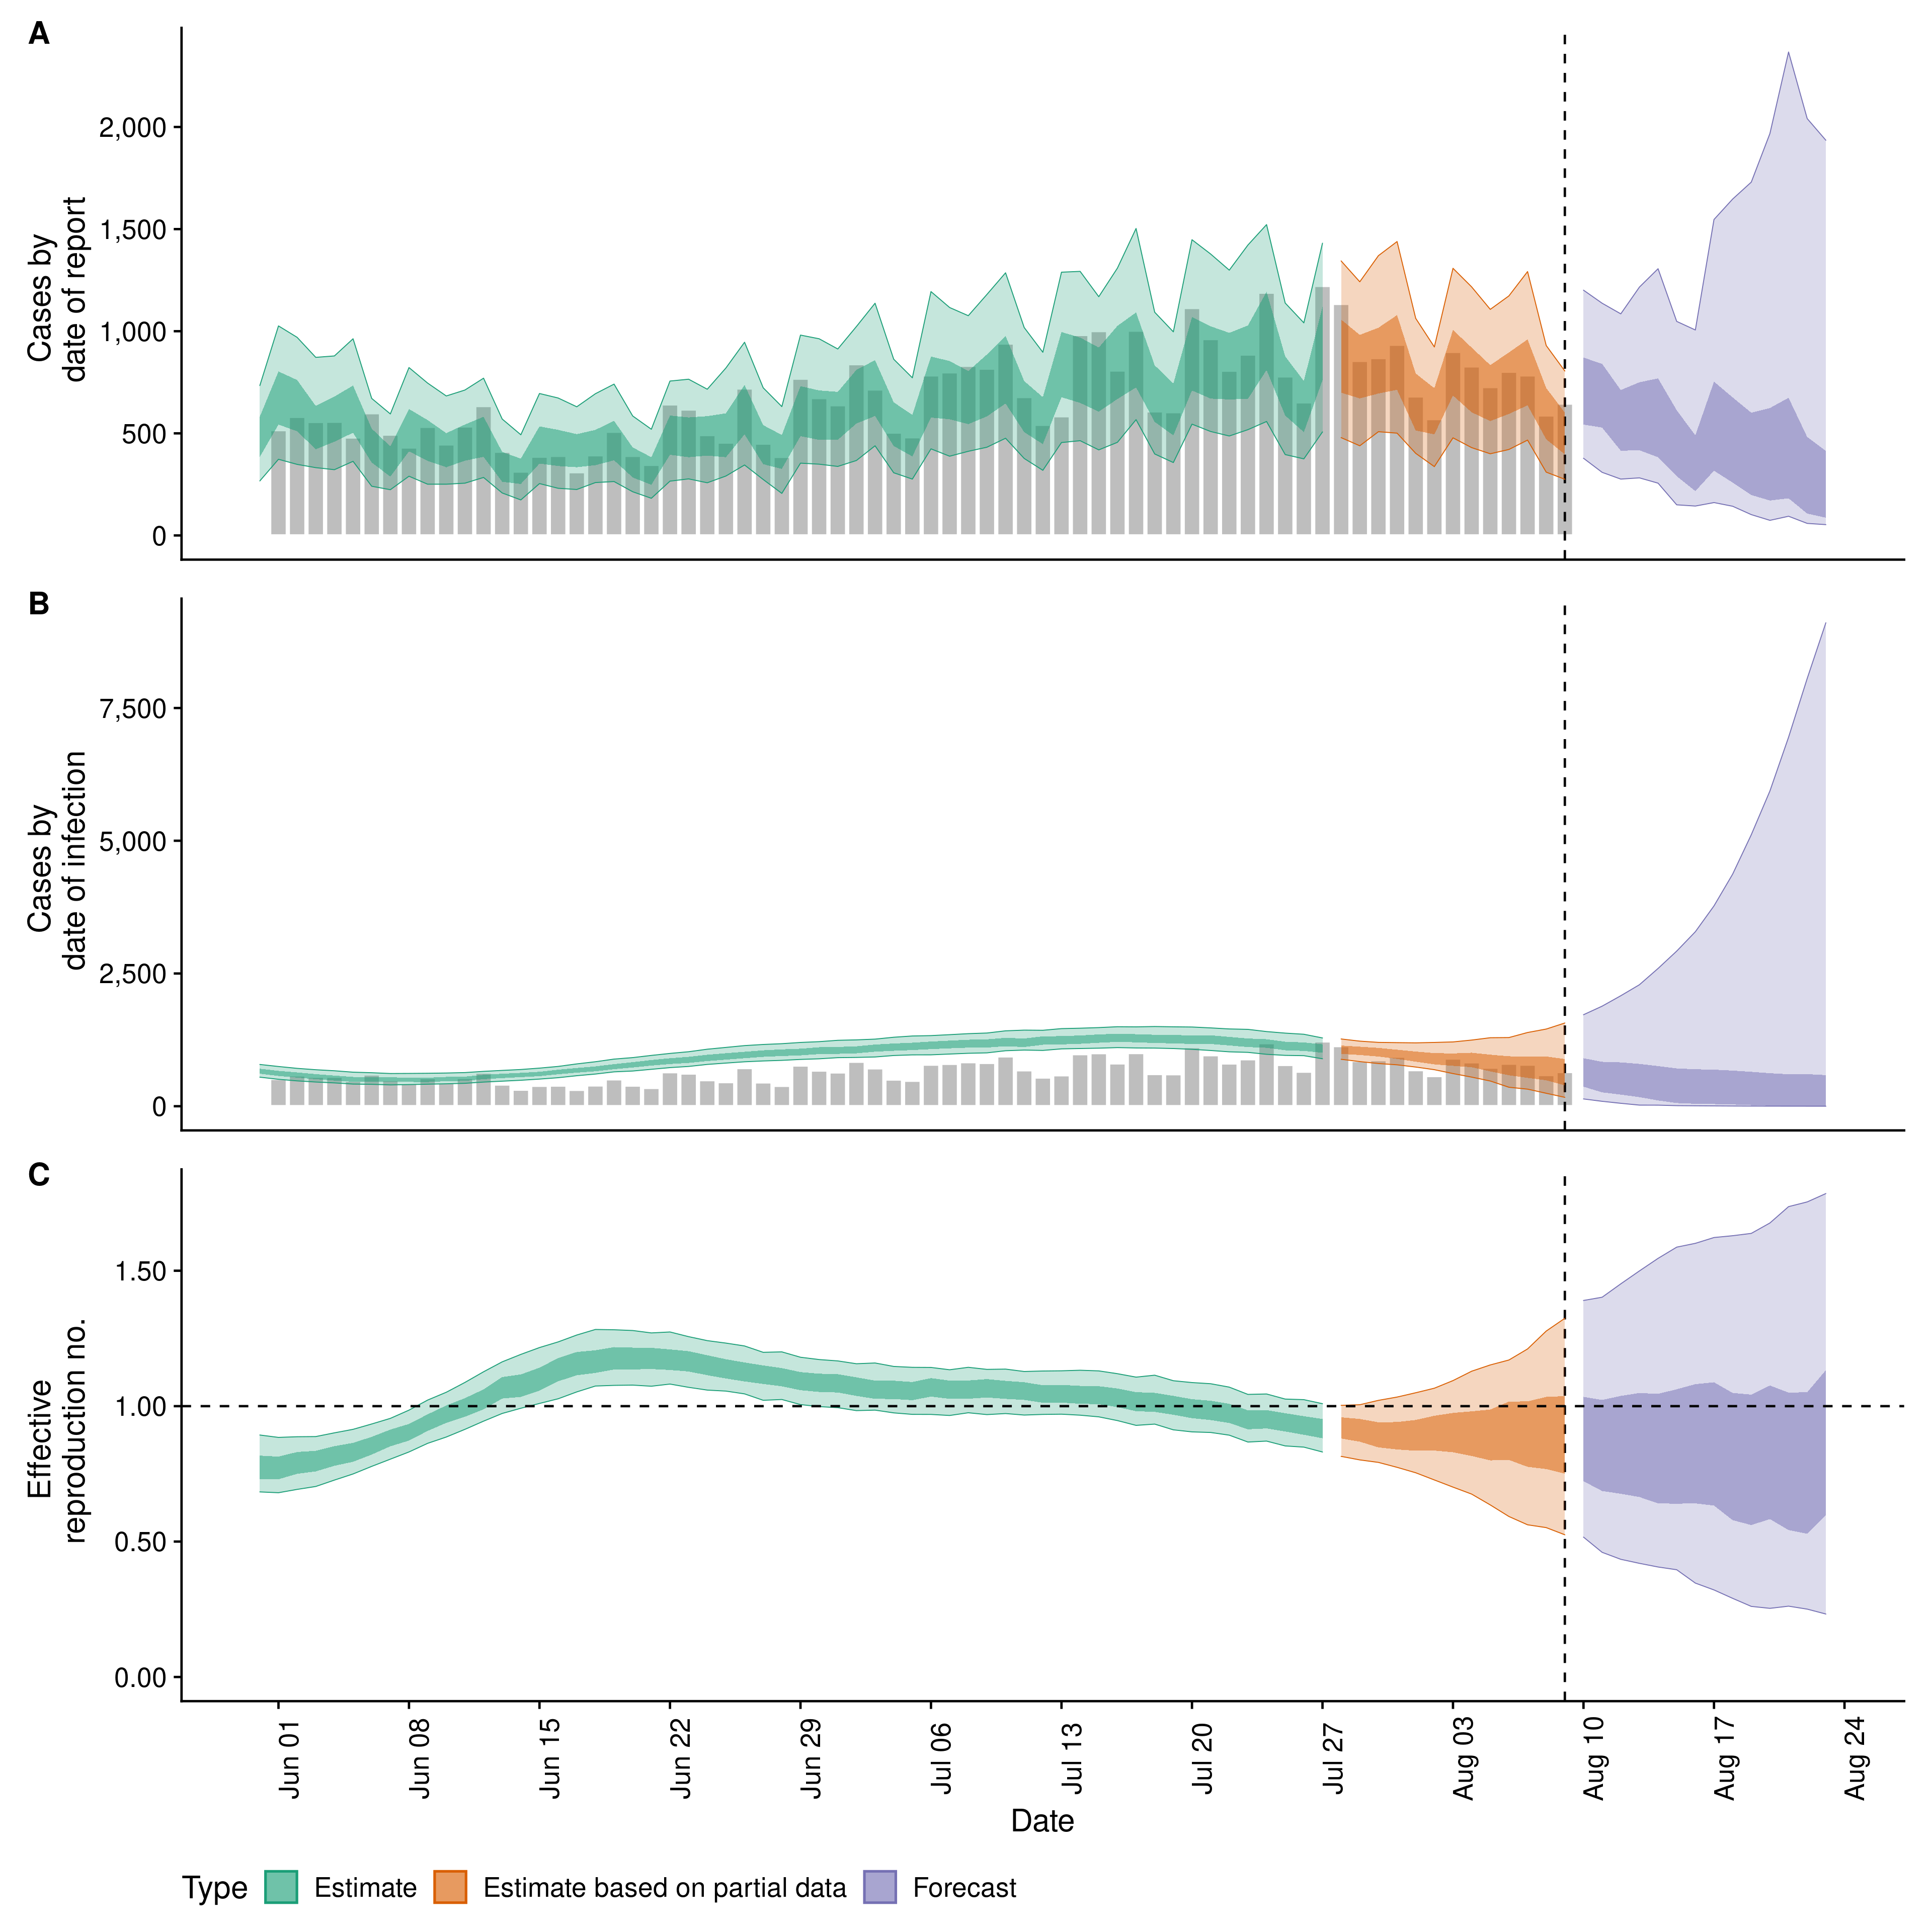 A
Cases by
date of report
2,000
1,500
1,000
500
0
B
Cases by
date of infection
7,500
5,000
2,500
0
C
Effective
reproduction no.
1.50
1.00
0.50
0.00
Jun 01
Jun 08
Jun 15
Jun 22
Jun 29
Jul 06
Jul 13
Jul 20
Jul 27
Aug 03
Aug 10
Aug 17
Aug 24
Date
Type Estimate Estimate based on partial data Forecast